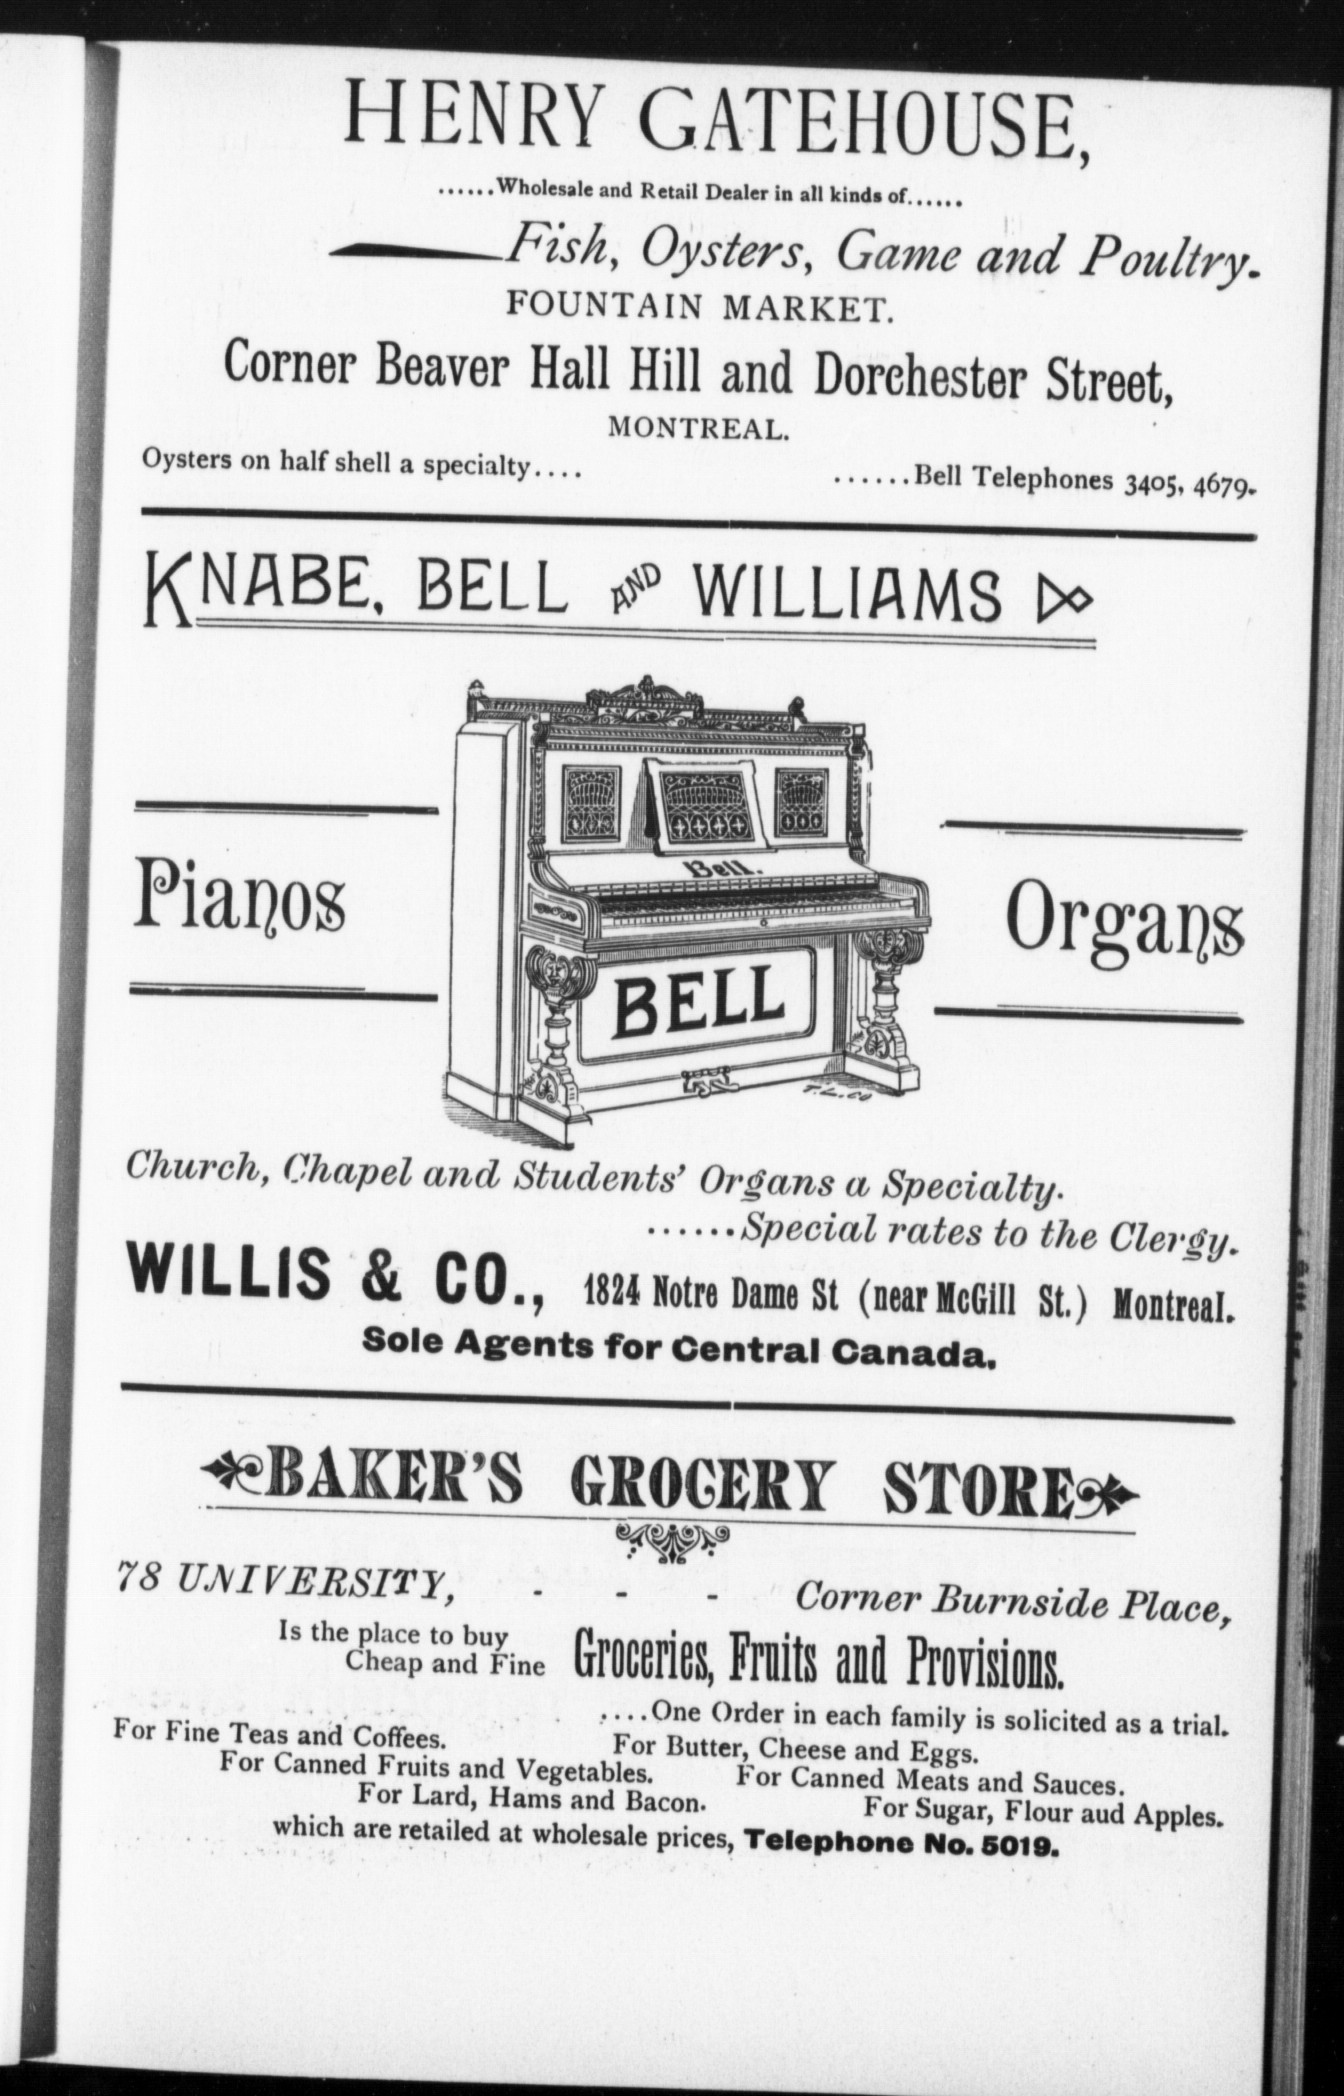 HENRY GATEHOUSE,
......Wholesale and Retail Dealer in all kinds of......
Fish, Oysters, Game and Poultry.
FOUNTAIN MARKET.
Corner Beaver Hall Hill and Dorchester Street,
MONTREAL.
Oysters on half shell a specialty.... ......Bell Telephones 3405, 4679.
KNABE, BELL AND WILLIAMS
Bell.
Pianos
Organs
BELL
T.L.CO
Church, Chapel and Students' Organs a Specialty.
......Special rates to the Clergy.
WILLIS & CO., 1824 Notre Dame St (near McGill St.) Montreal.
Sole Agents for Central Canada.
BAKER'S GROCERY STORE
78 UNIVERSITY, - - - Corner Burnside Place,
Is the place to buy
Cheap and Fine Groceries, Fruits and Provisions.
....One Order in each family is solicited as a trial.
For Fine Teas and Coffees. For Butter, Cheese and Eggs.
For Canned Fruits and Vegetables. For Canned Meats and Sauces.
For Lard, Hams and Bacon. For Sugar, Flour aud Apples.
which are retailed at wholesale prices, Telephone No. 5019.